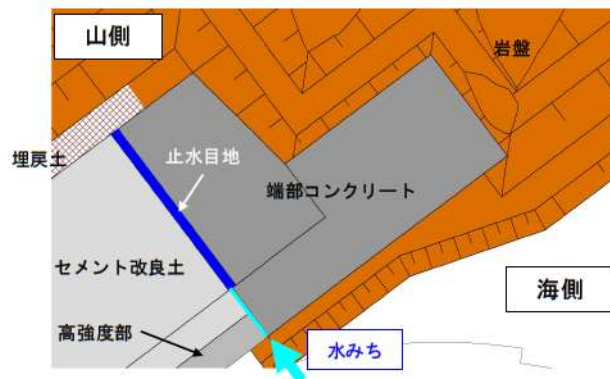 山側
岩盤
埋戻土
止水目地
端部コンクリート
セメント改良土
海側
高強度部
水みち